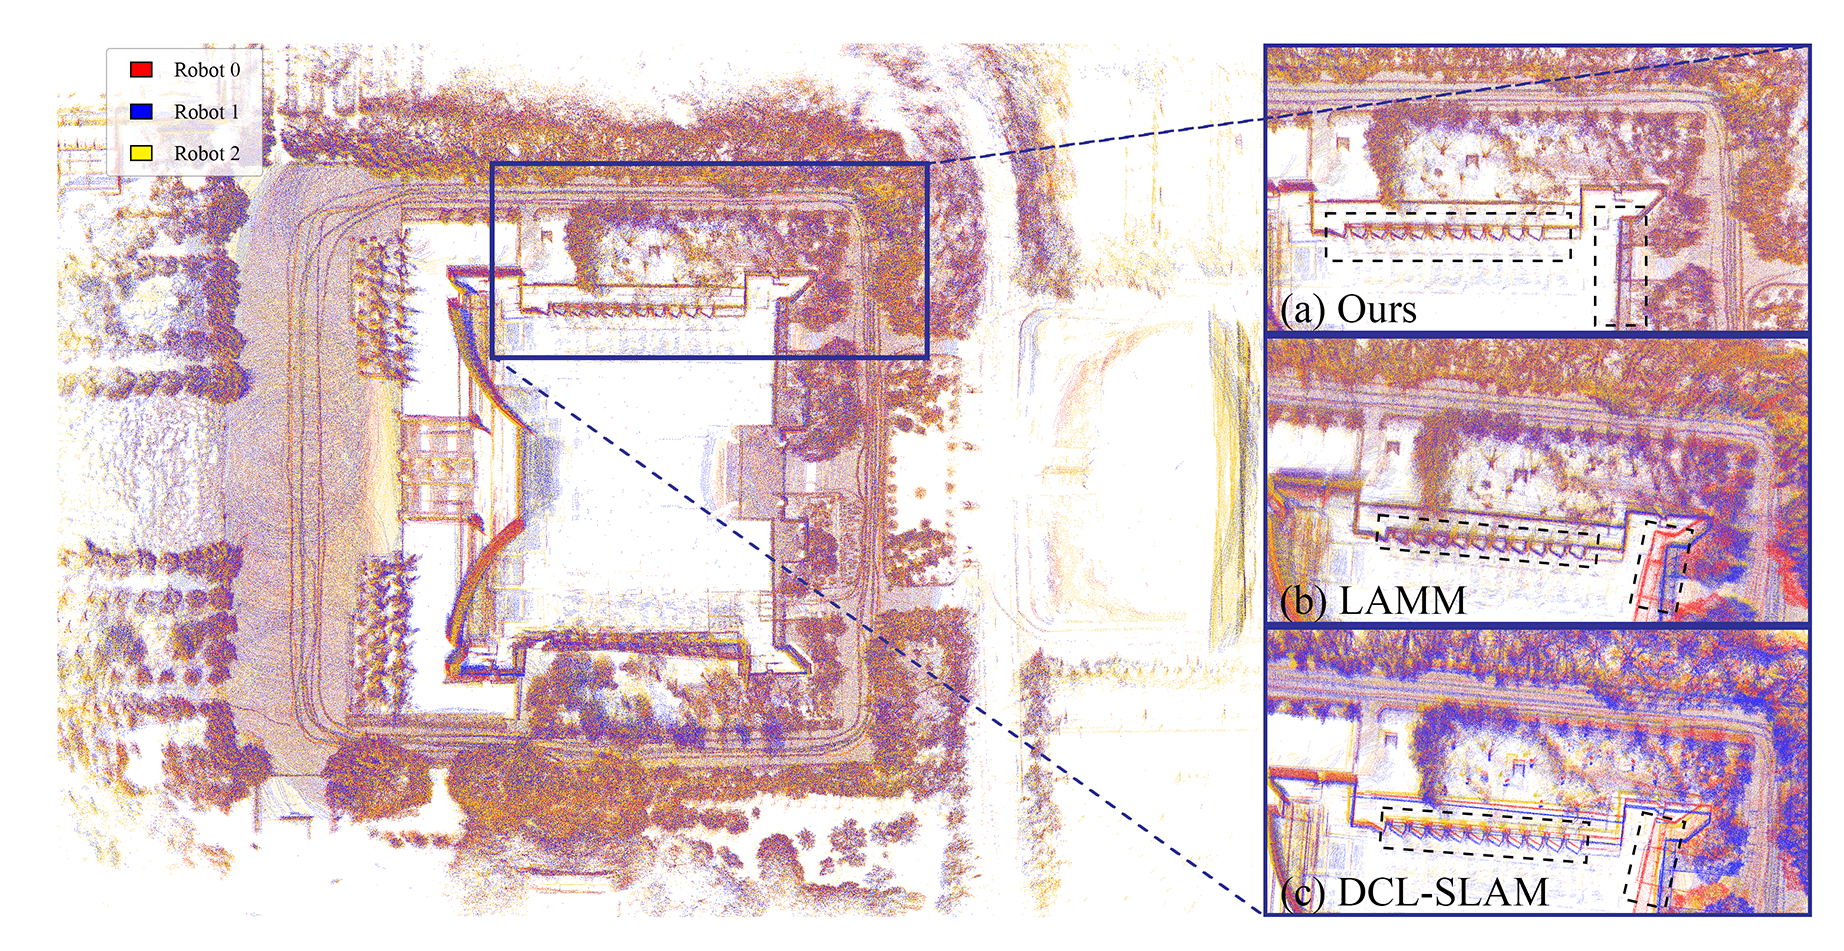 Robot 0
Robot 1
Robot 2
(a) Ours
(b) LAMM
(c) DCL-SLAM